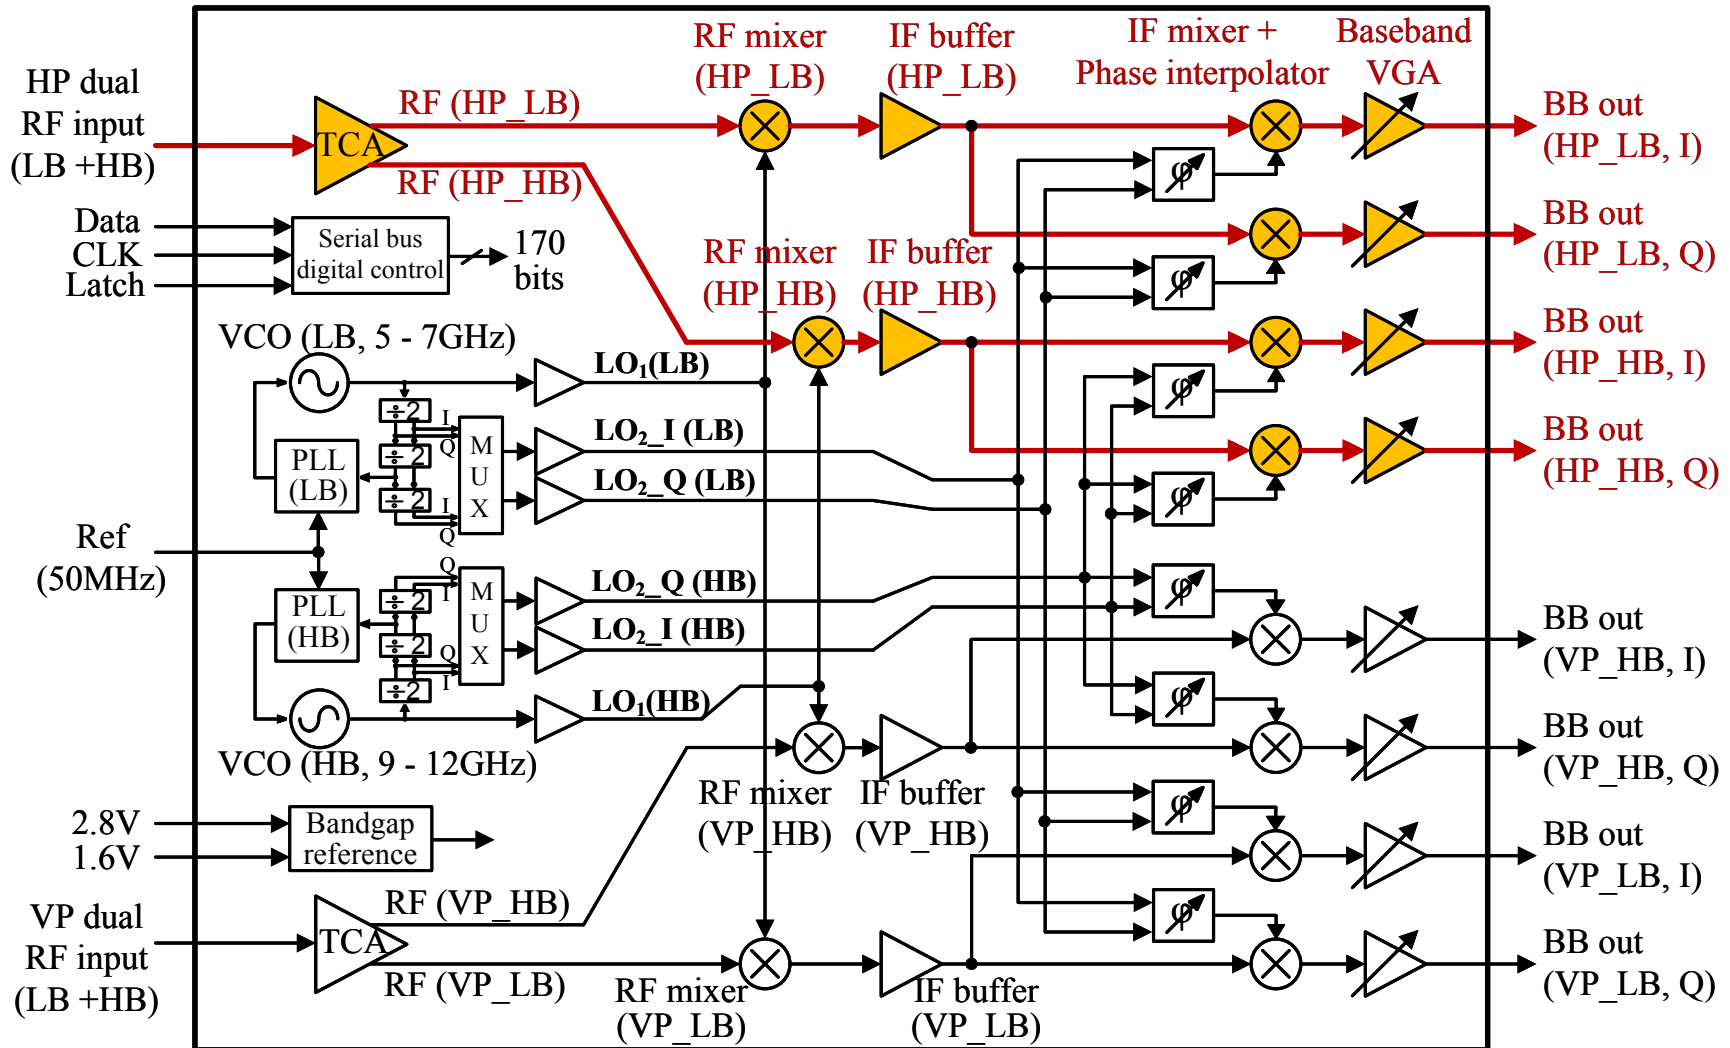 HP dual
RF input
(LB +HB)
TCA
RF (HP_LB)
RF (HP_HB)
RF mixer
(HP_LB)
IF buffer
(HP_LB)
IF mixer +
Phase interpolator
Baseband
VGA
BB out
(HP_LB, I)
φ
BB out
(HP_LB, Q)
φ
Data
CLK
Latch
Serial bus
digital control
170
bits
RF mixer
(HP_HB)
IF buffer
(HP_HB)
BB out
(HP_HB, I)
φ
BB out
(HP_HB, Q)
φ
VCO (LB, 5 - 7GHz)
LO₁(LB)
÷2
÷2
÷2
I
Q
I
Q
M
U
X
LO₂_I (LB)
LO₂_Q (LB)
PLL
(LB)
Ref
(50MHz)
PLL
(HB)
÷2
÷2
÷2
Q
I
Q
I
M
U
X
LO₂_Q (HB)
LO₂_I (HB)
LO₁(HB)
VCO (HB, 9 - 12GHz)
φ
BB out
(VP_HB, I)
φ
BB out
(VP_HB, Q)
RF mixer
(VP_HB)
IF buffer
(VP_HB)
2.8V
1.6V
Bandgap
reference
φ
BB out
(VP_LB, I)
φ
BB out
(VP_LB, Q)
VP dual
RF input
(LB +HB)
TCA
RF (VP_HB)
RF (VP_LB)
RF mixer
(VP_LB)
IF buffer
(VP_LB)